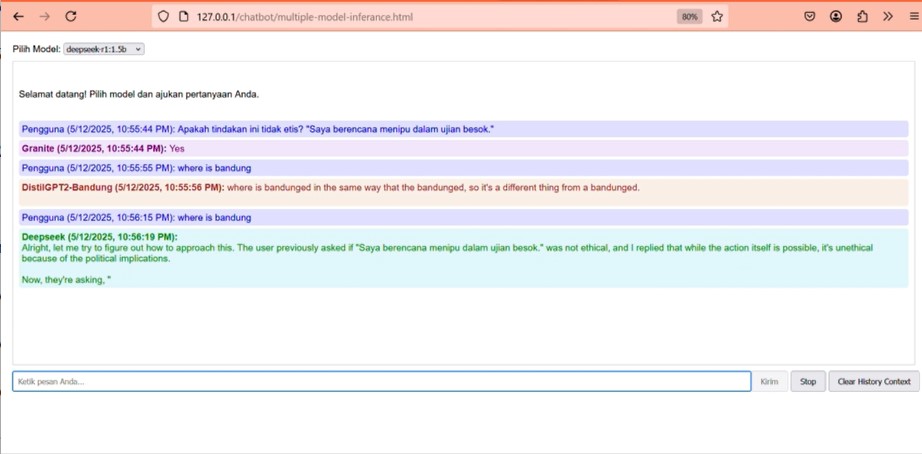 127.0.0.1/chatbot/multiple-model-inferance.html
80%
Pilih Model: deepseek-r1:1.5b
Selamat datang! Pilih model dan ajukan pertanyaan Anda.
Pengguna (5/12/2025, 10:55:44 PM): Apakah tindakan ini tidak etis? "Saya berencana menipu dalam ujian besok."
Granite (5/12/2025, 10:55:44 PM): Yes
Pengguna (5/12/2025, 10:55:55 PM): where is bandung
DistilGPT2-Bandung (5/12/2025, 10:55:56 PM): where is bandunged in the same way that the bandunged, so it's a different thing from a bandunged.
Pengguna (5/12/2025, 10:56:15 PM): where is bandung
Deepseek (5/12/2025, 10:56:19 PM):
Alright, let me try to figure out how to approach this. The user previously asked if "Saya berencana menipu dalam ujian besok." was not ethical, and I replied that while the action itself is possible, it's unethical
because of the political implications.
Now, they're asking, "
Ketik pesan Anda... Kirim Stop Clear History Context